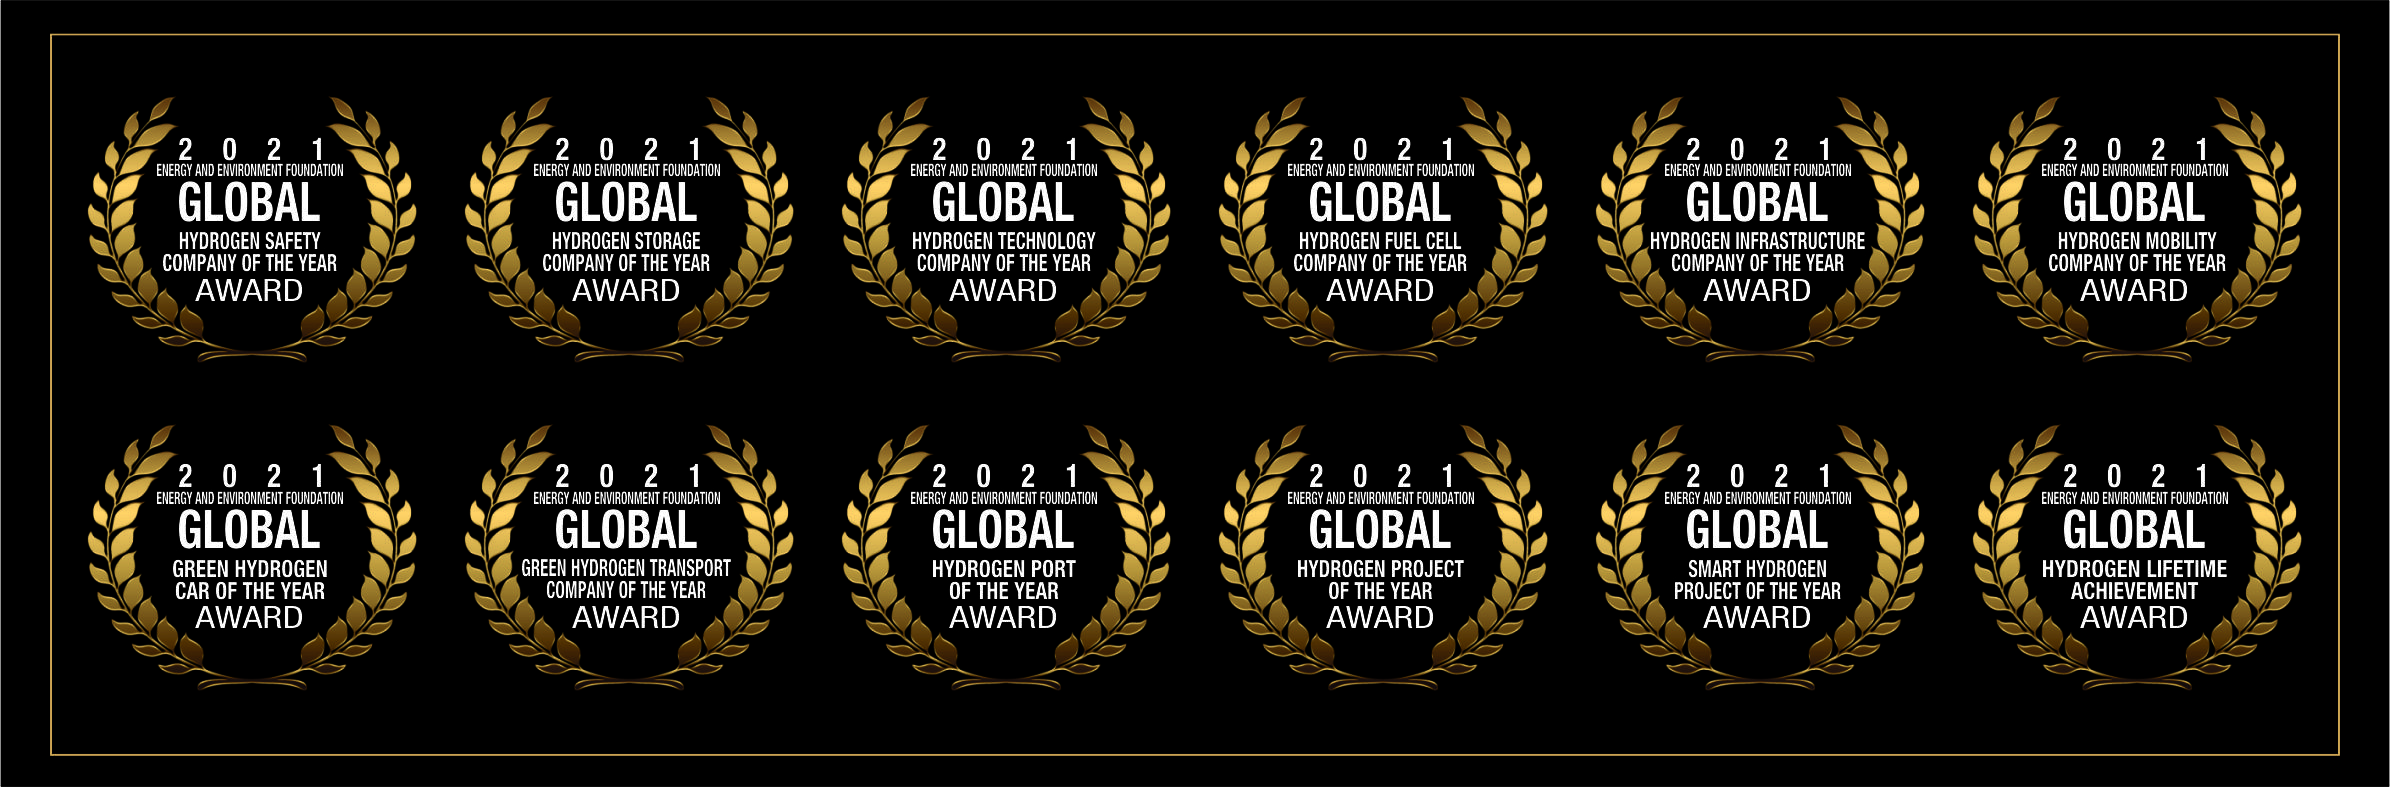 2 0 2 1
ENERGY AND ENVIRONMENT FOUNDATION
GLOBAL
HYDROGEN SAFETY
COMPANY OF THE YEAR
AWARD
2 0 2 1
ENERGY AND ENVIRONMENT FOUNDATION
GLOBAL
HYDROGEN STORAGE
COMPANY OF THE YEAR
AWARD
2 0 2 1
ENERGY AND ENVIRONMENT FOUNDATION
GLOBAL
HYDROGEN TECHNOLOGY
COMPANY OF THE YEAR
AWARD
2 0 2 1
ENERGY AND ENVIRONMENT FOUNDATION
GLOBAL
HYDROGEN FUEL CELL
COMPANY OF THE YEAR
AWARD
2 0 2 1
ENERGY AND ENVIRONMENT FOUNDATION
GLOBAL
HYDROGEN INFRASTRUCTURE
COMPANY OF THE YEAR
AWARD
2 0 2 1
ENERGY AND ENVIRONMENT FOUNDATION
GLOBAL
HYDROGEN MOBILITY
COMPANY OF THE YEAR
AWARD
2 0 2 1
ENERGY AND ENVIRONMENT FOUNDATION
GLOBAL
GREEN HYDROGEN
CAR OF THE YEAR
AWARD
2 0 2 1
ENERGY AND ENVIRONMENT FOUNDATION
GLOBAL
GREEN HYDROGEN TRANSPORT
COMPANY OF THE YEAR
AWARD
2 0 2 1
ENERGY AND ENVIRONMENT FOUNDATION
GLOBAL
HYDROGEN PORT
OF THE YEAR
AWARD
2 0 2 1
ENERGY AND ENVIRONMENT FOUNDATION
GLOBAL
HYDROGEN PROJECT
OF THE YEAR
AWARD
2 0 2 1
ENERGY AND ENVIRONMENT FOUNDATION
GLOBAL
SMART HYDROGEN
PROJECT OF THE YEAR
AWARD
2 0 2 1
ENERGY AND ENVIRONMENT FOUNDATION
GLOBAL
HYDROGEN LIFETIME
ACHIEVEMENT
AWARD